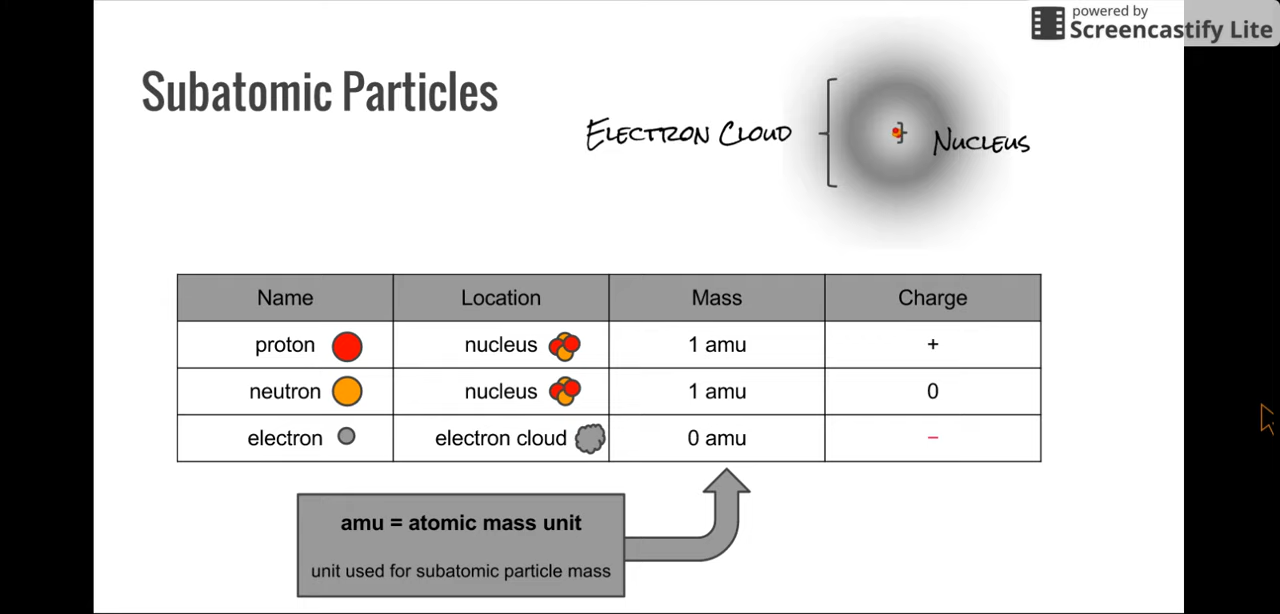 powered by
Screencastify Lite
Subatomic Particles
Electron Cloud
Nucleus
Name Location Mass Charge
proton nucleus 1 amu +
neutron nucleus 1 amu 0
electron electron cloud 0 amu −
amu = atomic mass unit
unit used for subatomic particle mass